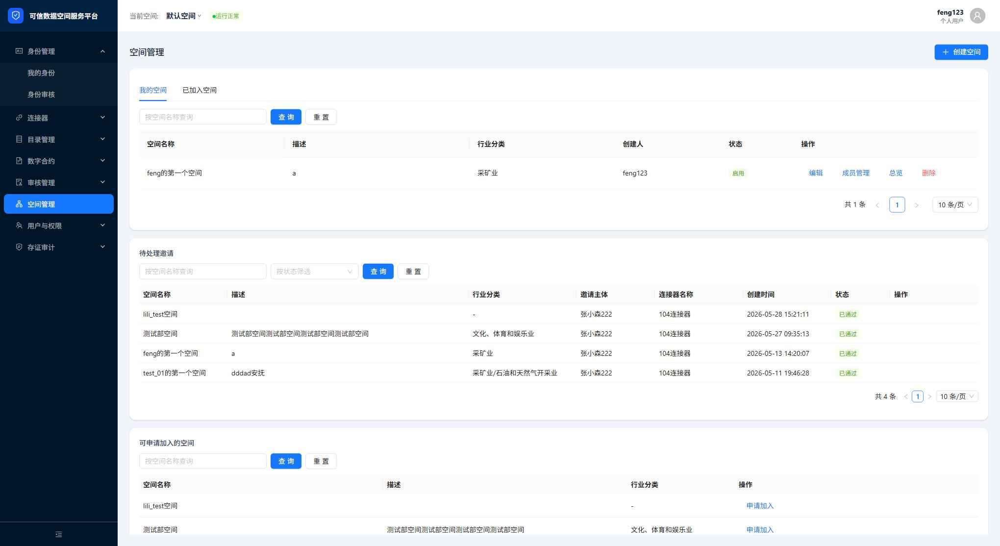 可信数据空间服务平台
当前空间: 默认空间 运行正常
feng123
个人用户
身份管理
我的身份
身份审核
连接器
目录管理
数字合约
审核管理
空间管理
用户与权限
存证审计
空间管理
创建空间
我的空间 已加入空间
按空间名称查询 查 询 重 置
空间名称 描述 行业分类 创建人 状态 操作
feng的第一个空间 a 采矿业 feng123 启用 编辑 成员管理 总览 删除
共 1 条 < 1 > 10 条/页
待处理邀请
按空间名称查询 按状态筛选 查 询 重 置
空间名称 描述 行业分类 邀请主体 连接器名称 创建时间 状态 操作
lili_test空间 - 张小森222 104连接器 2026-05-28 15:21:11 已通过
测试部空间 测试部空间测试部空间测试部空间测试部空间 文化、体育和娱乐业 张小森222 104连接器 2026-05-27 09:35:13 已通过
feng的第一个空间 a 采矿业 张小森222 104连接器 2026-05-13 14:20:07 已通过
test_01的第一个空间 dddad安抚 采矿业/石油和天然气开采业 张小森222 104连接器 2026-05-11 19:46:28 已通过
共 4 条 < 1 > 10 条/页
可申请加入的空间
按空间名称查询 查 询 重 置
空间名称 描述 行业分类 操作
lili_test空间 - 申请加入
测试部空间 测试部空间测试部空间测试部空间测试部空间 文化、体育和娱乐业 申请加入